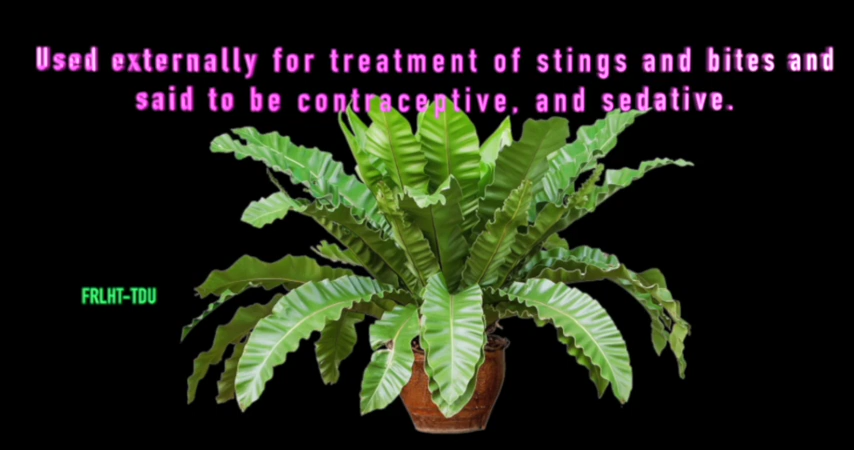 Used externally for treatment of stings and bites and
said to be contraceptive, and sedative.
FRLHT-TDU